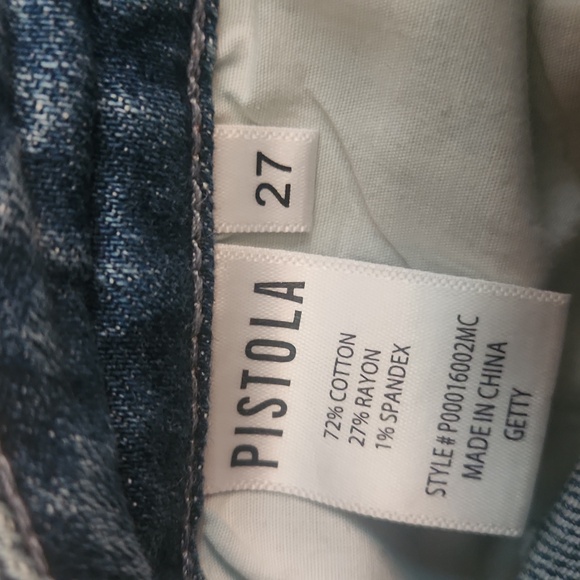 27
PISTOLA
72% COTTON
27% RAYON
1% SPANDEX
STYLE# P00016002MC
MADE IN CHINA
GETTY